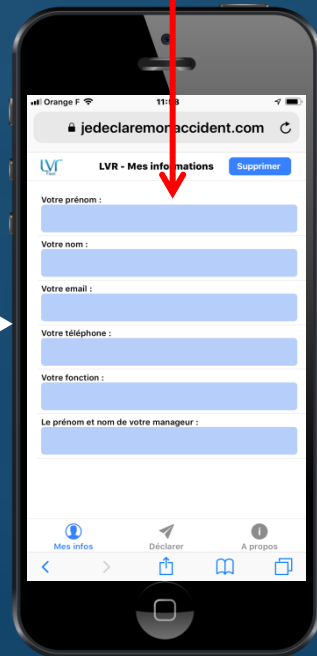 Orange F
jedeclaremonaccident.com
LVR
LVR - Mes informations
Supprimer
Votre prénom :
Votre nom :
Votre email :
Votre téléphone :
Votre fonction :
Le prénom et nom de votre manageur :
Mes infos
Déclarer
A propos